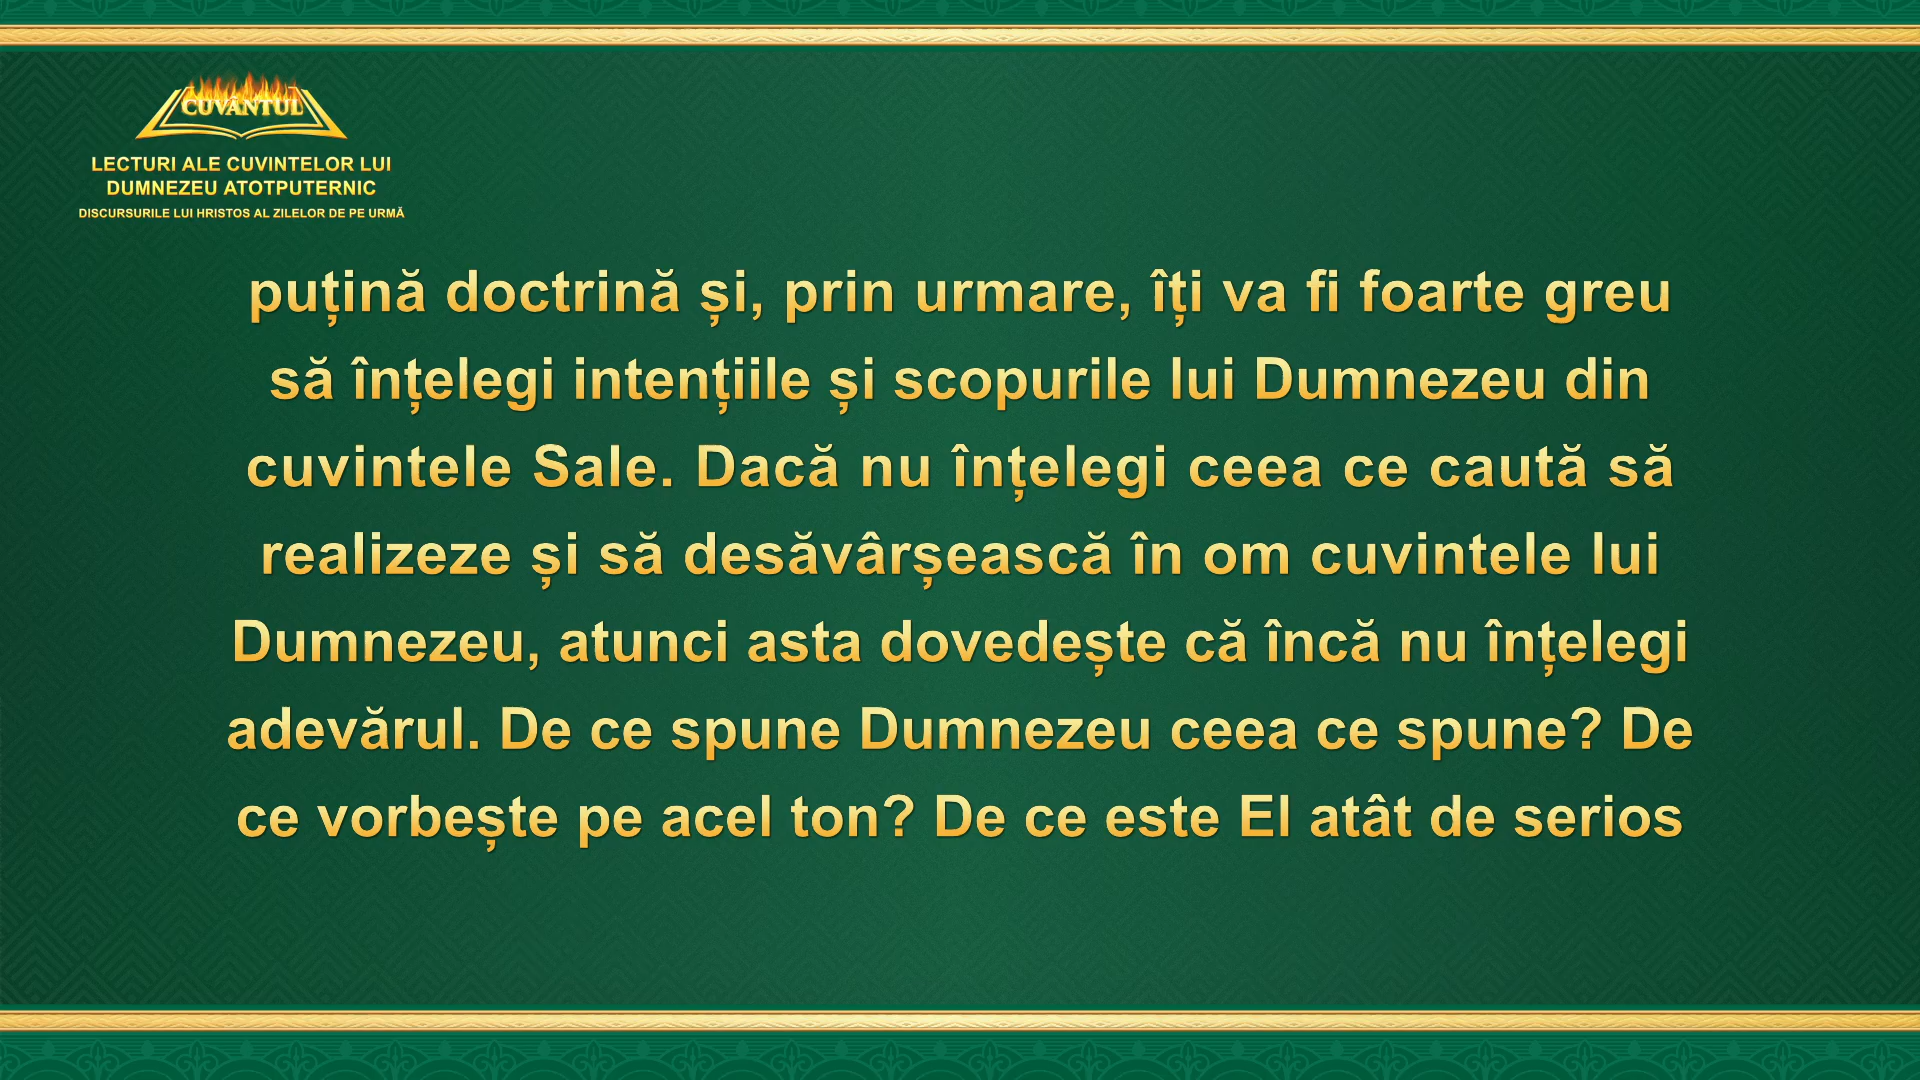 CUVÂNTUL
LECTURI ALE CUVINTELOR LUI
DUMNEZEU ATOTPUTERNIC
DISCURSURILE LUI HRISTOS AL ZILELOR DE PE URMĂ
puțină doctrină și, prin urmare, îți va fi foarte greu
să înțelegi intențiile și scopurile lui Dumnezeu din
cuvintele Sale. Dacă nu înțelegi ceea ce caută să
realizeze și să desăvârșească în om cuvintele lui
Dumnezeu, atunci asta dovedește că încă nu înțelegi
adevărul. De ce spune Dumnezeu ceea ce spune? De
ce vorbește pe acel ton? De ce este El atât de serios